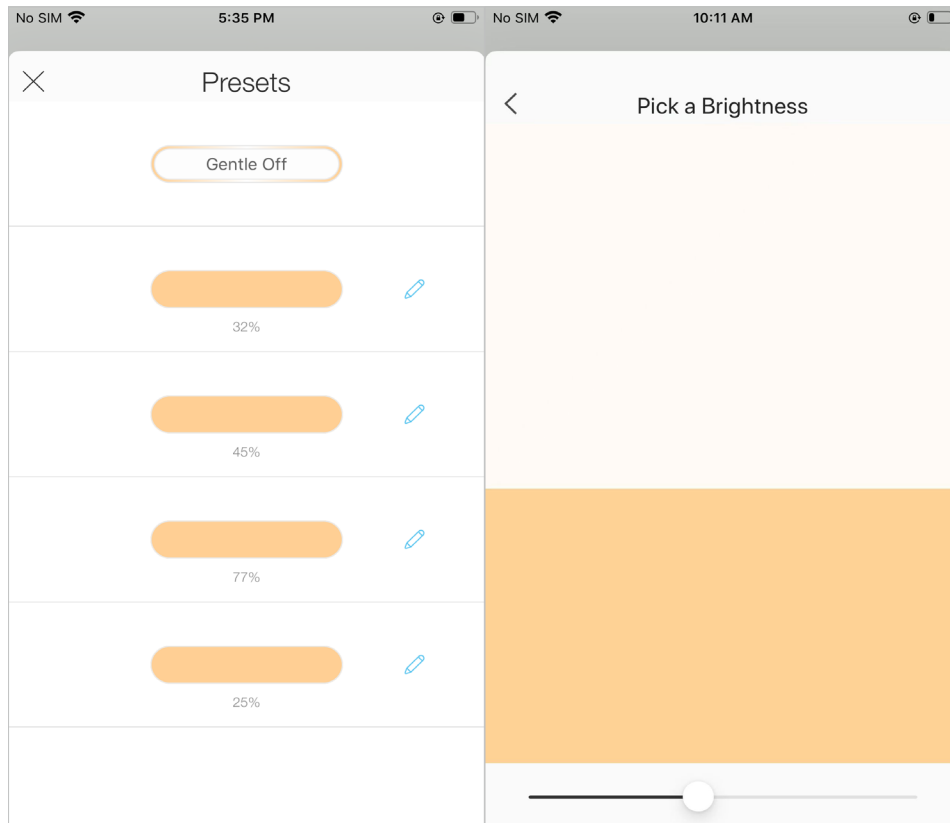 No SIM
5:35 PM
Presets
Gentle Off
32%
45%
77%
25%
No SIM
10:11 AM
Pick a Brightness